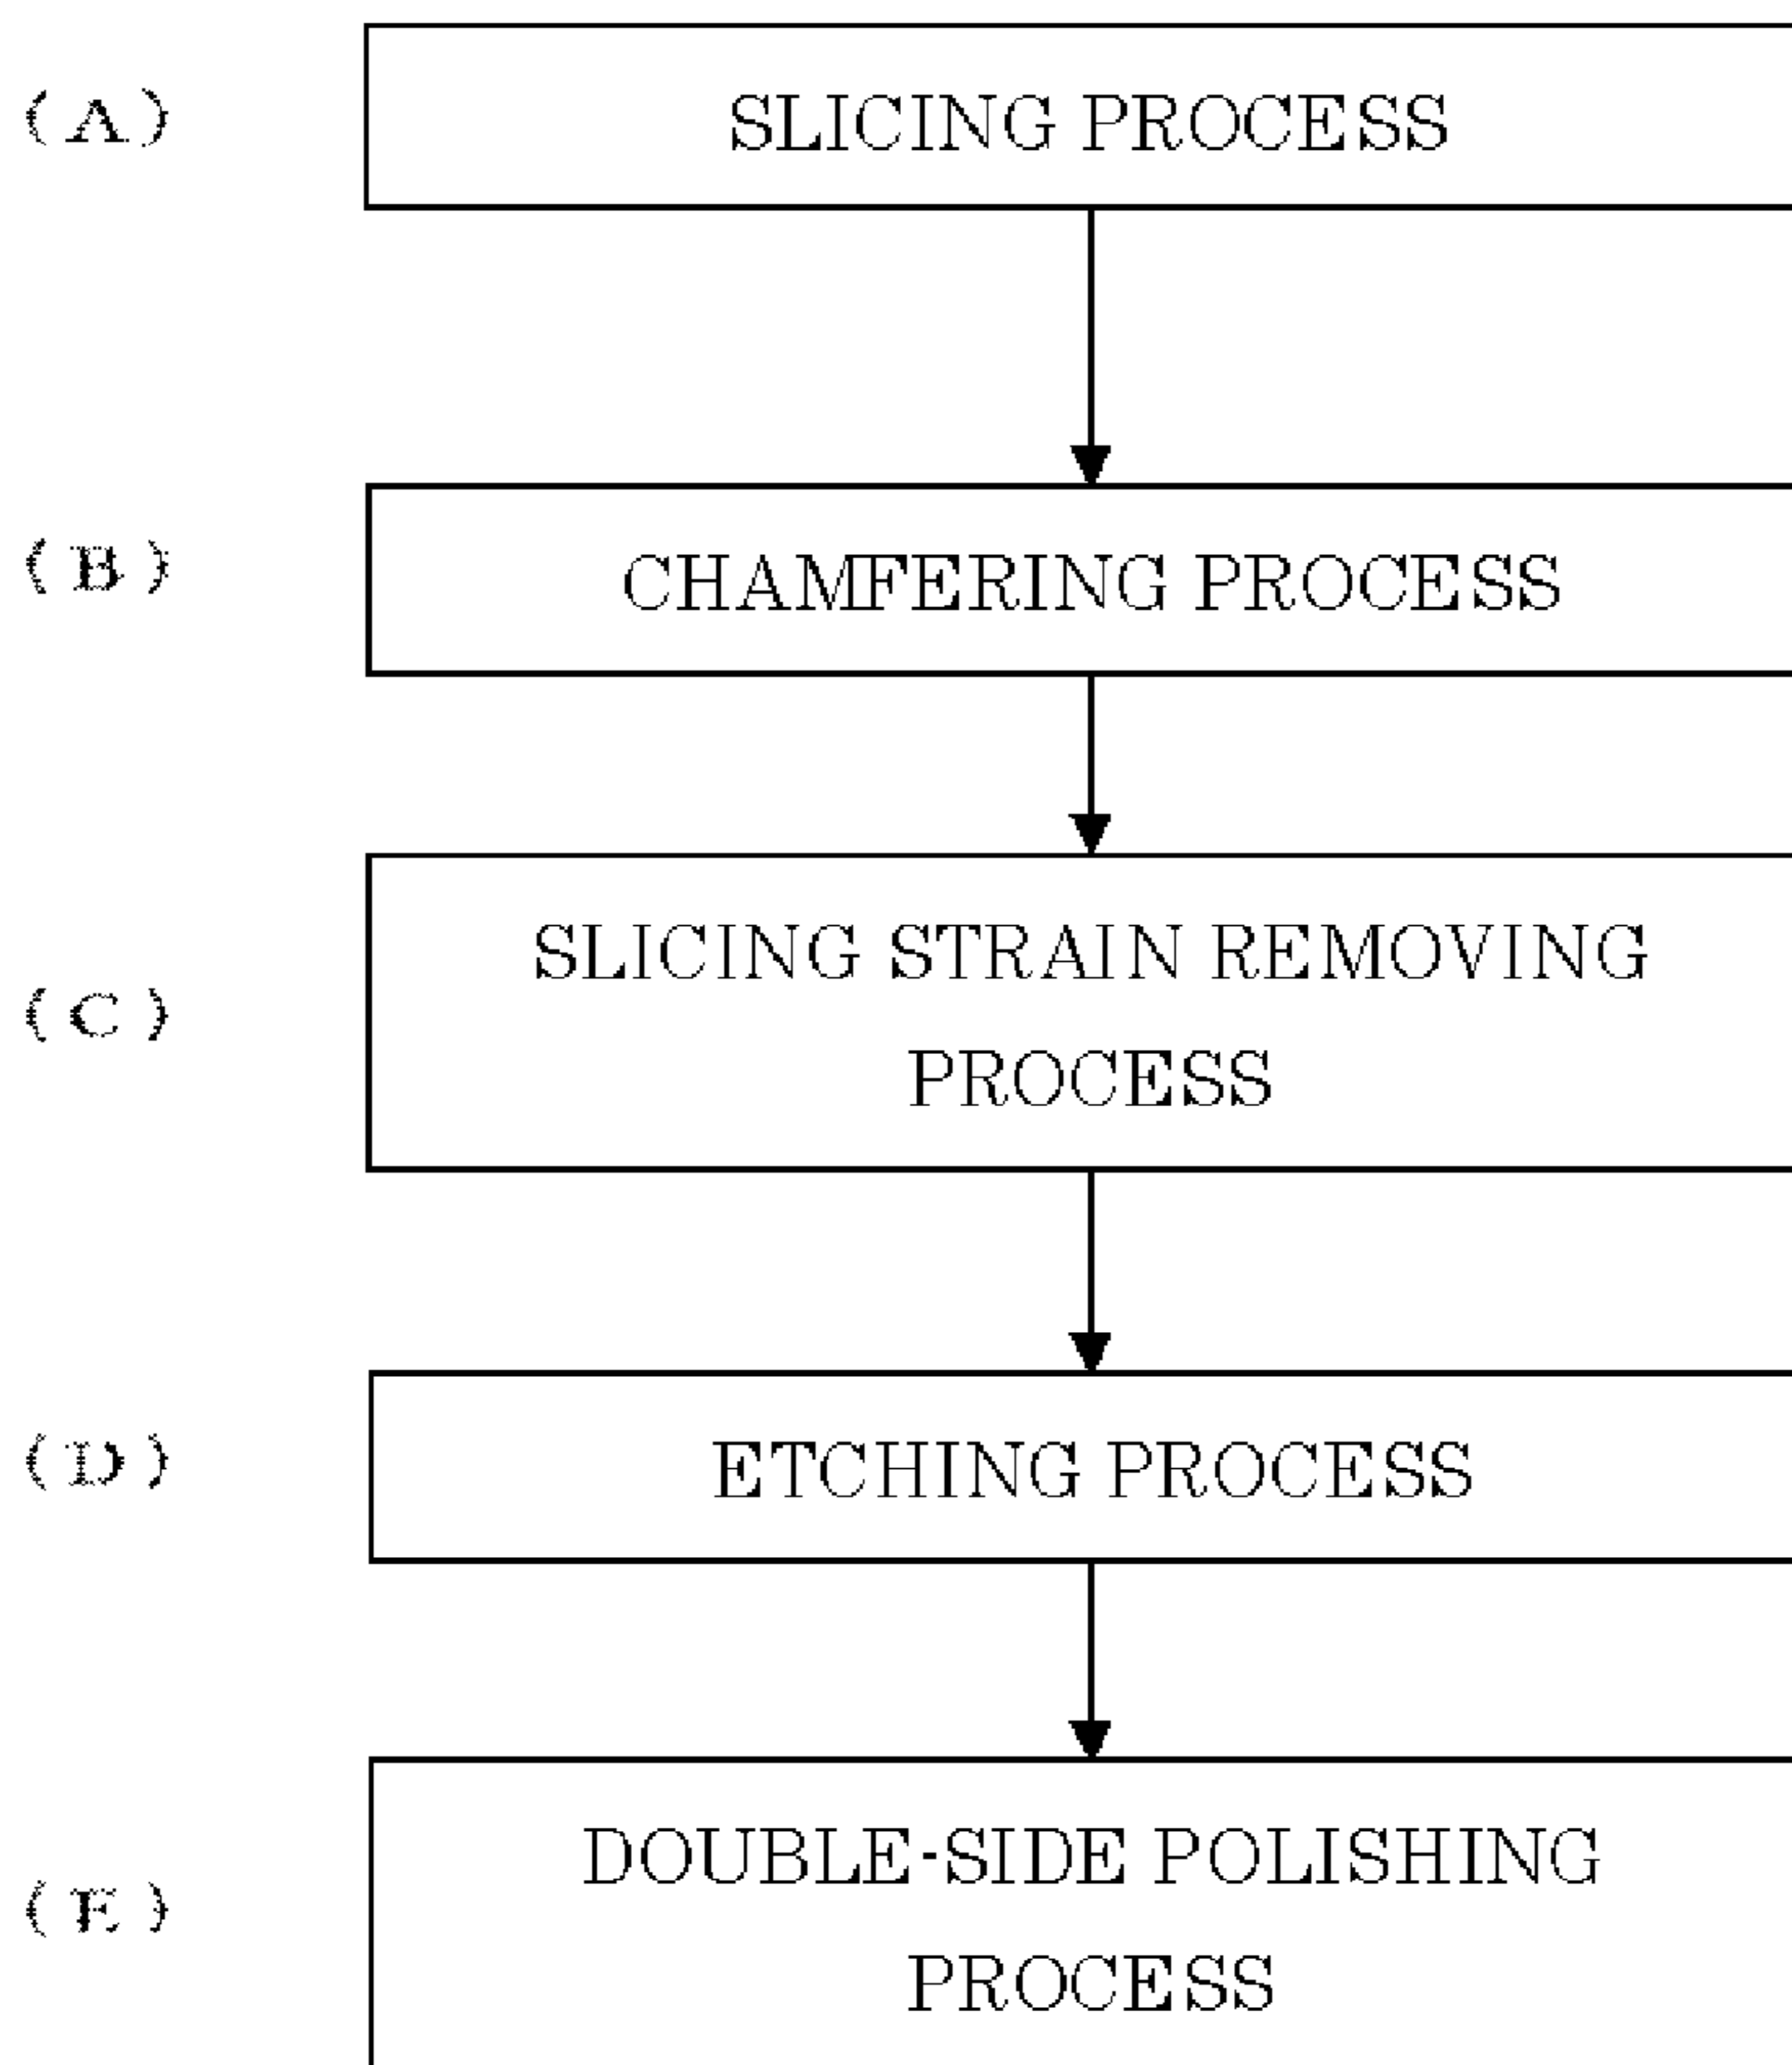 (A) SLICING PROCESS
(B) CHAMFERING PROCESS
(C) SLICING STRAIN REMOVING
PROCESS
(D) ETCHING PROCESS
(E) DOUBLE-SIDE POLISHING
PROCESS